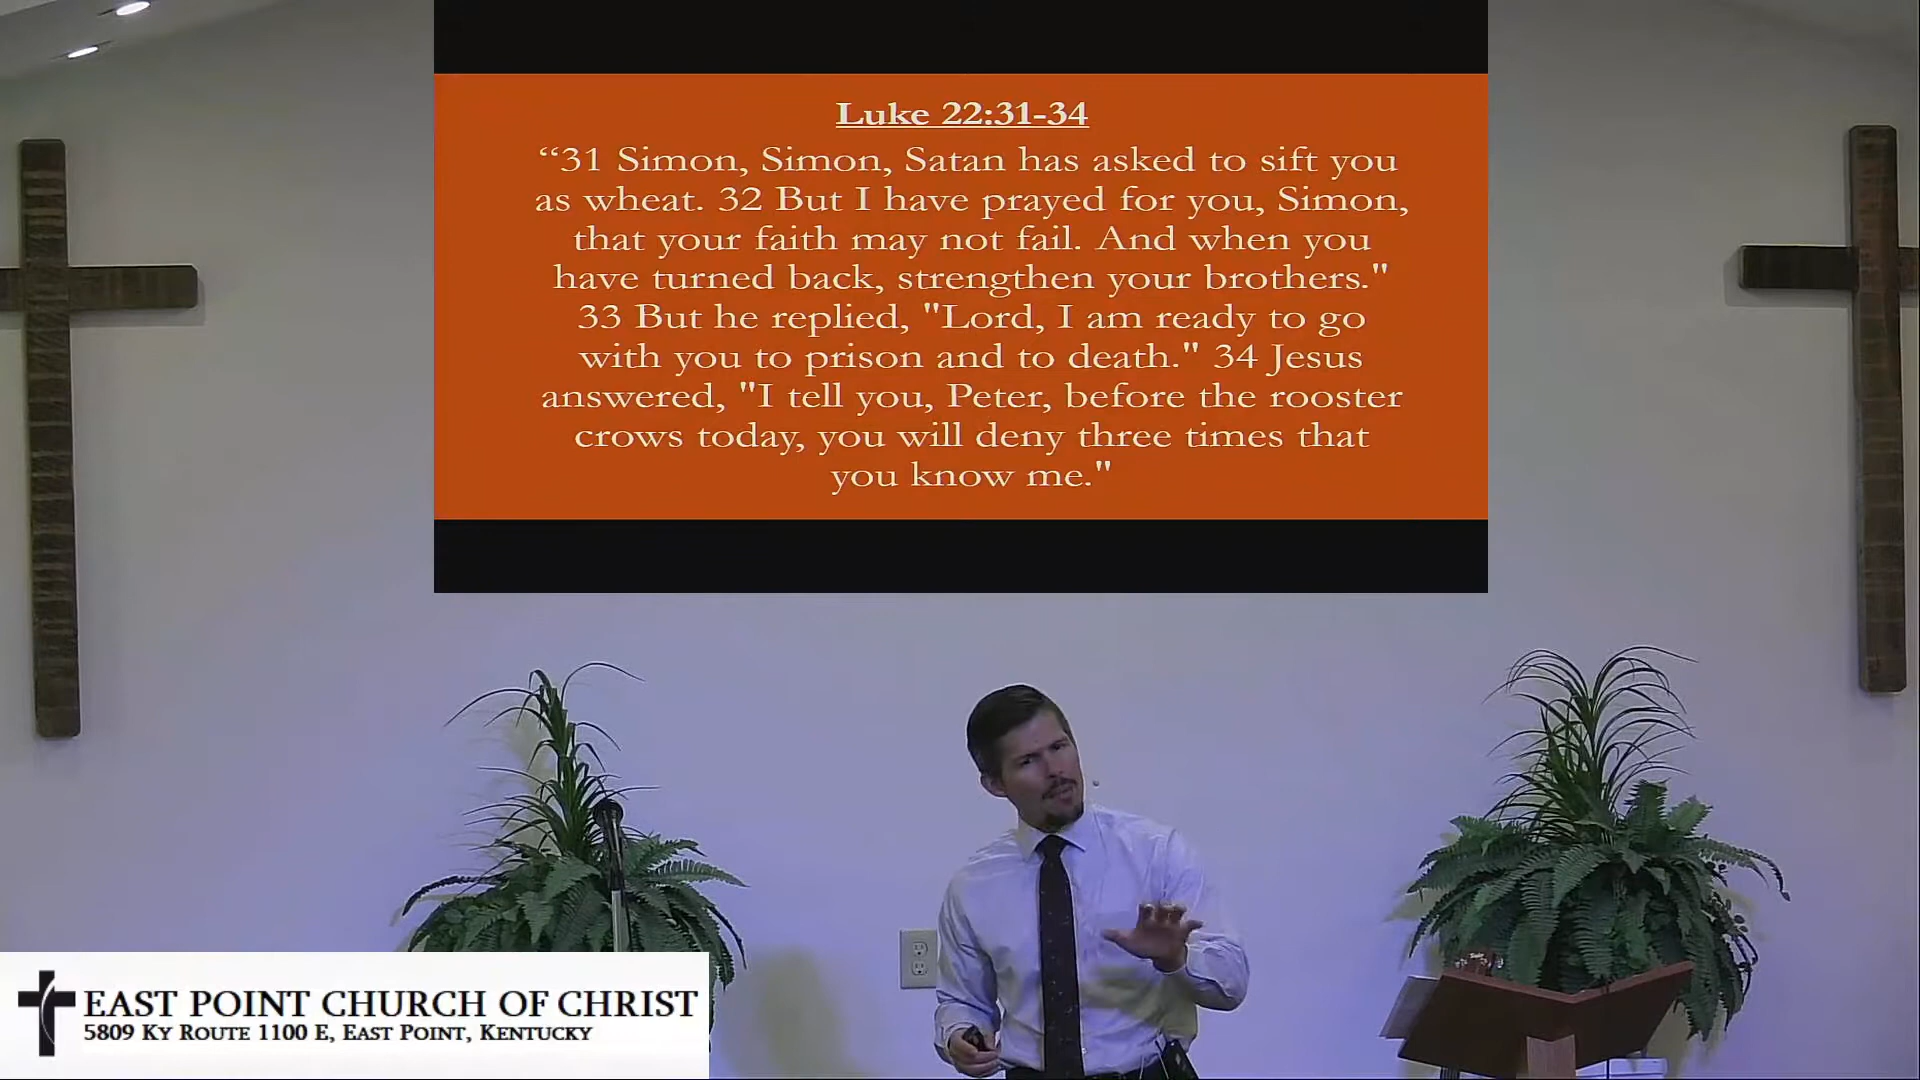 Luke 22:31-34
“31 Simon, Simon, Satan has asked to sift you
as wheat. 32 But I have prayed for you, Simon,
that your faith may not fail. And when you
have turned back, strengthen your brothers."
33 But he replied, "Lord, I am ready to go
with you to prison and to death." 34 Jesus
answered, "I tell you, Peter, before the rooster
crows today, you will deny three times that
you know me."
EAST POINT CHURCH OF CHRIST
5809 KY ROUTE 1100 E, EAST POINT, KENTUCKY